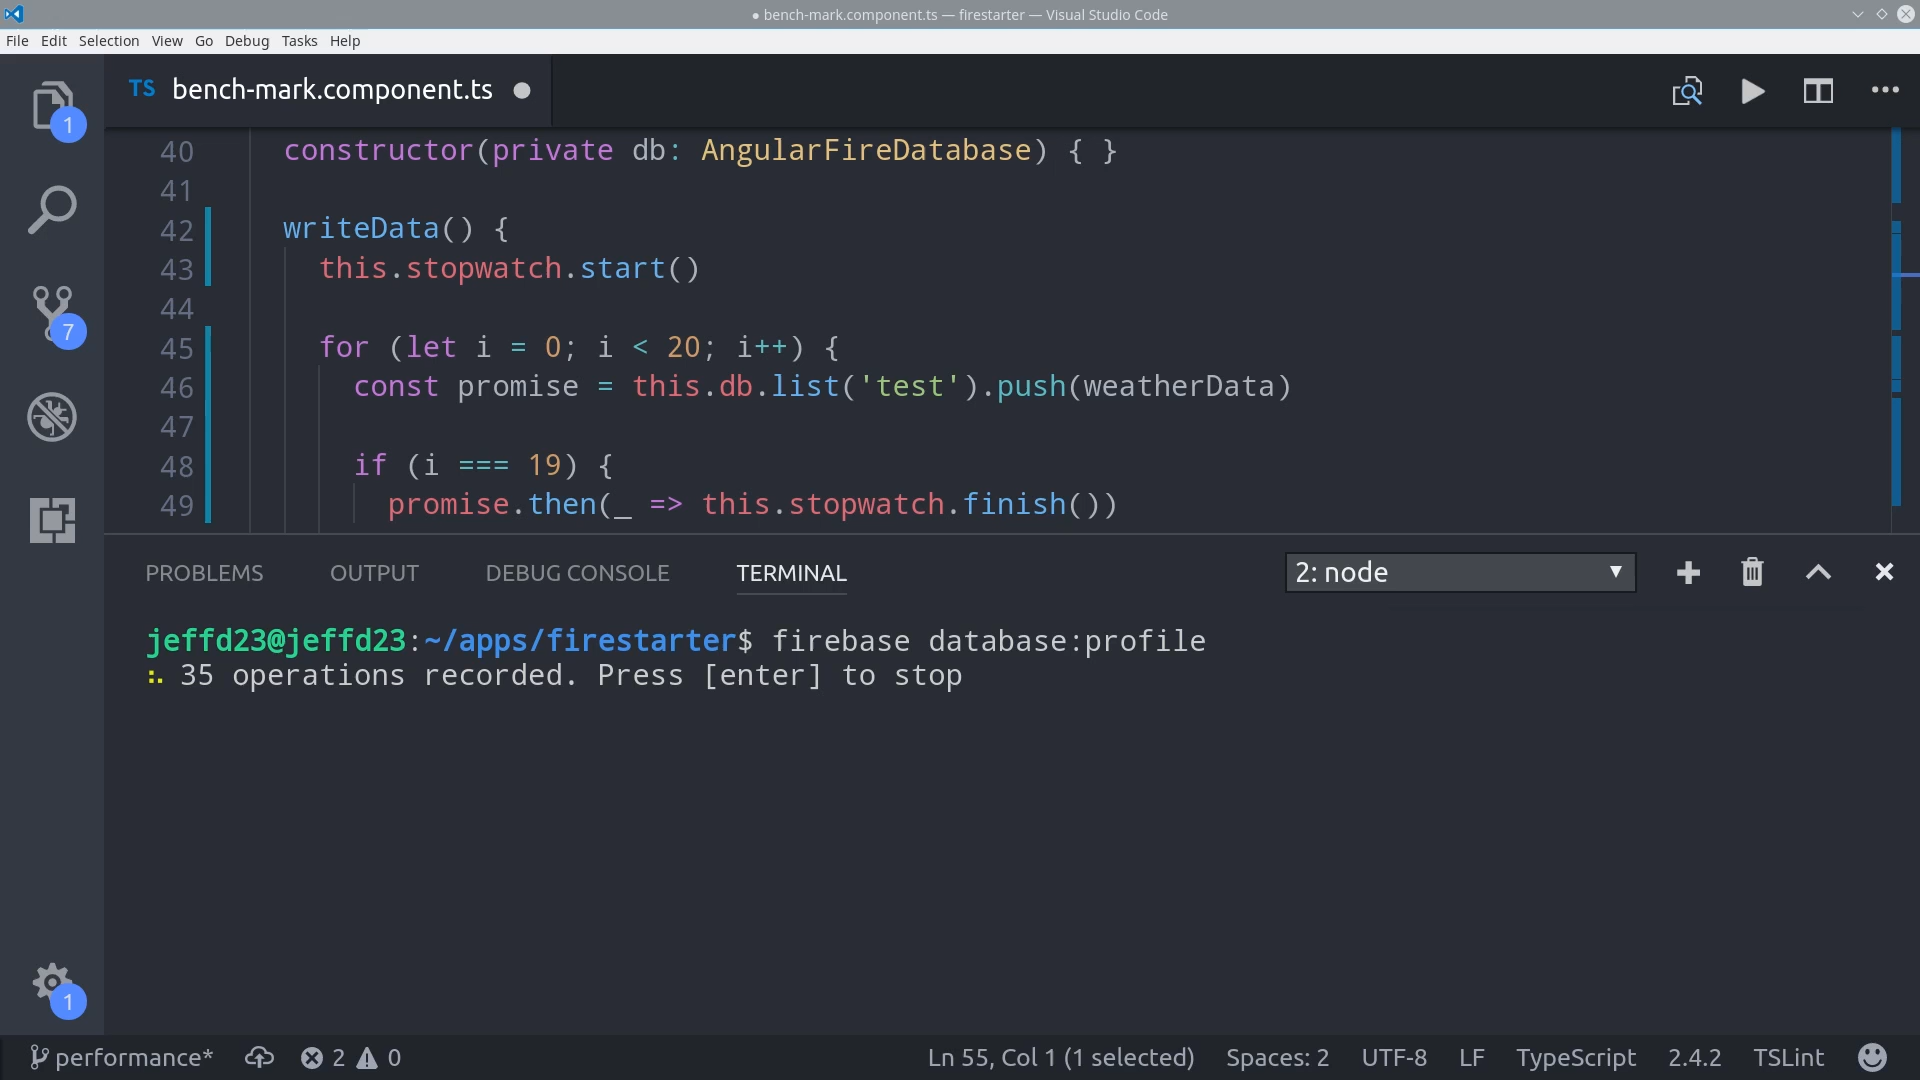 ● bench-mark.component.ts — firestarter — Visual Studio Code
File Edit Selection View Go Debug Tasks Help
TS bench-mark.component.ts ●
1
7
1
40 constructor(private db: AngularFireDatabase) { }
41
42 writeData() {
43 this.stopwatch.start()
44
45 for (let i = 0; i < 20; i++) {
46 const promise = this.db.list('test').push(weatherData)
47
48 if (i === 19) {
49 promise.then(_ => this.stopwatch.finish())
PROBLEMS OUTPUT DEBUG CONSOLE TERMINAL 2: node
jeffd23@jeffd23:~/apps/firestarter$ firebase database:profile
⠦ 35 operations recorded. Press [enter] to stop
performance* 2 0 Ln 55, Col 1 (1 selected) Spaces: 2 UTF-8 LF TypeScript 2.4.2 TSLint